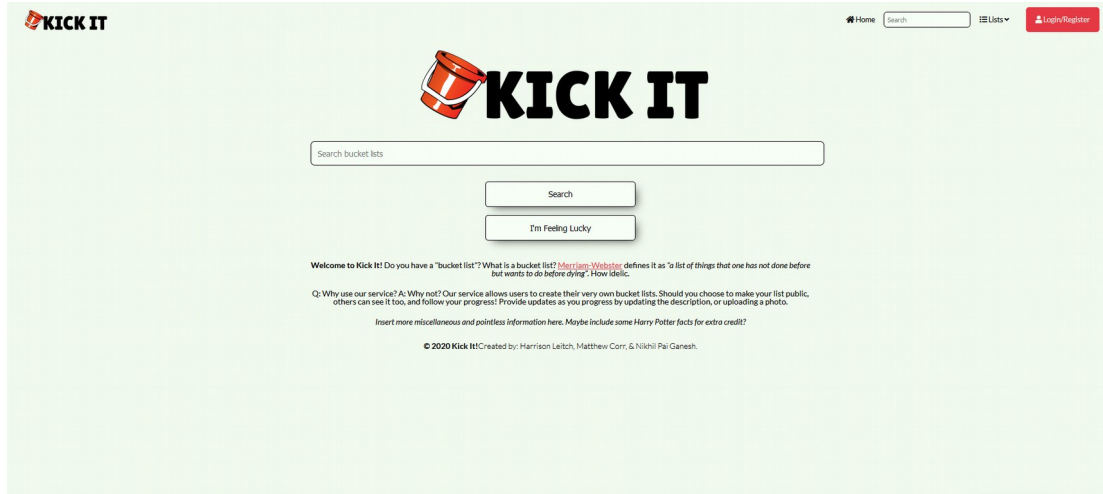 KICK IT
Home
Search
Lists
Login/Register
KICK IT
Search bucket lists
Search
I'm Feeling Lucky
Welcome to Kick It! Do you have a "bucket list"? What is a bucket list? Merriam-Webster defines it as "a list of things that one has not done before
but wants to do before dying". How idelic.
Q: Why use our service? A: Why not? Our service allows users to create their very own bucket lists. Should you choose to make your list public,
others can see it too, and follow your progress! Provide updates as you progress by updating the description, or uploading a photo.
Insert more miscellaneous and pointless information here. Maybe include some Harry Potter facts for extra credit?
© 2020 Kick It!Created by: Harrison Leitch, Matthew Corr, & Nikhil Pai Ganesh.